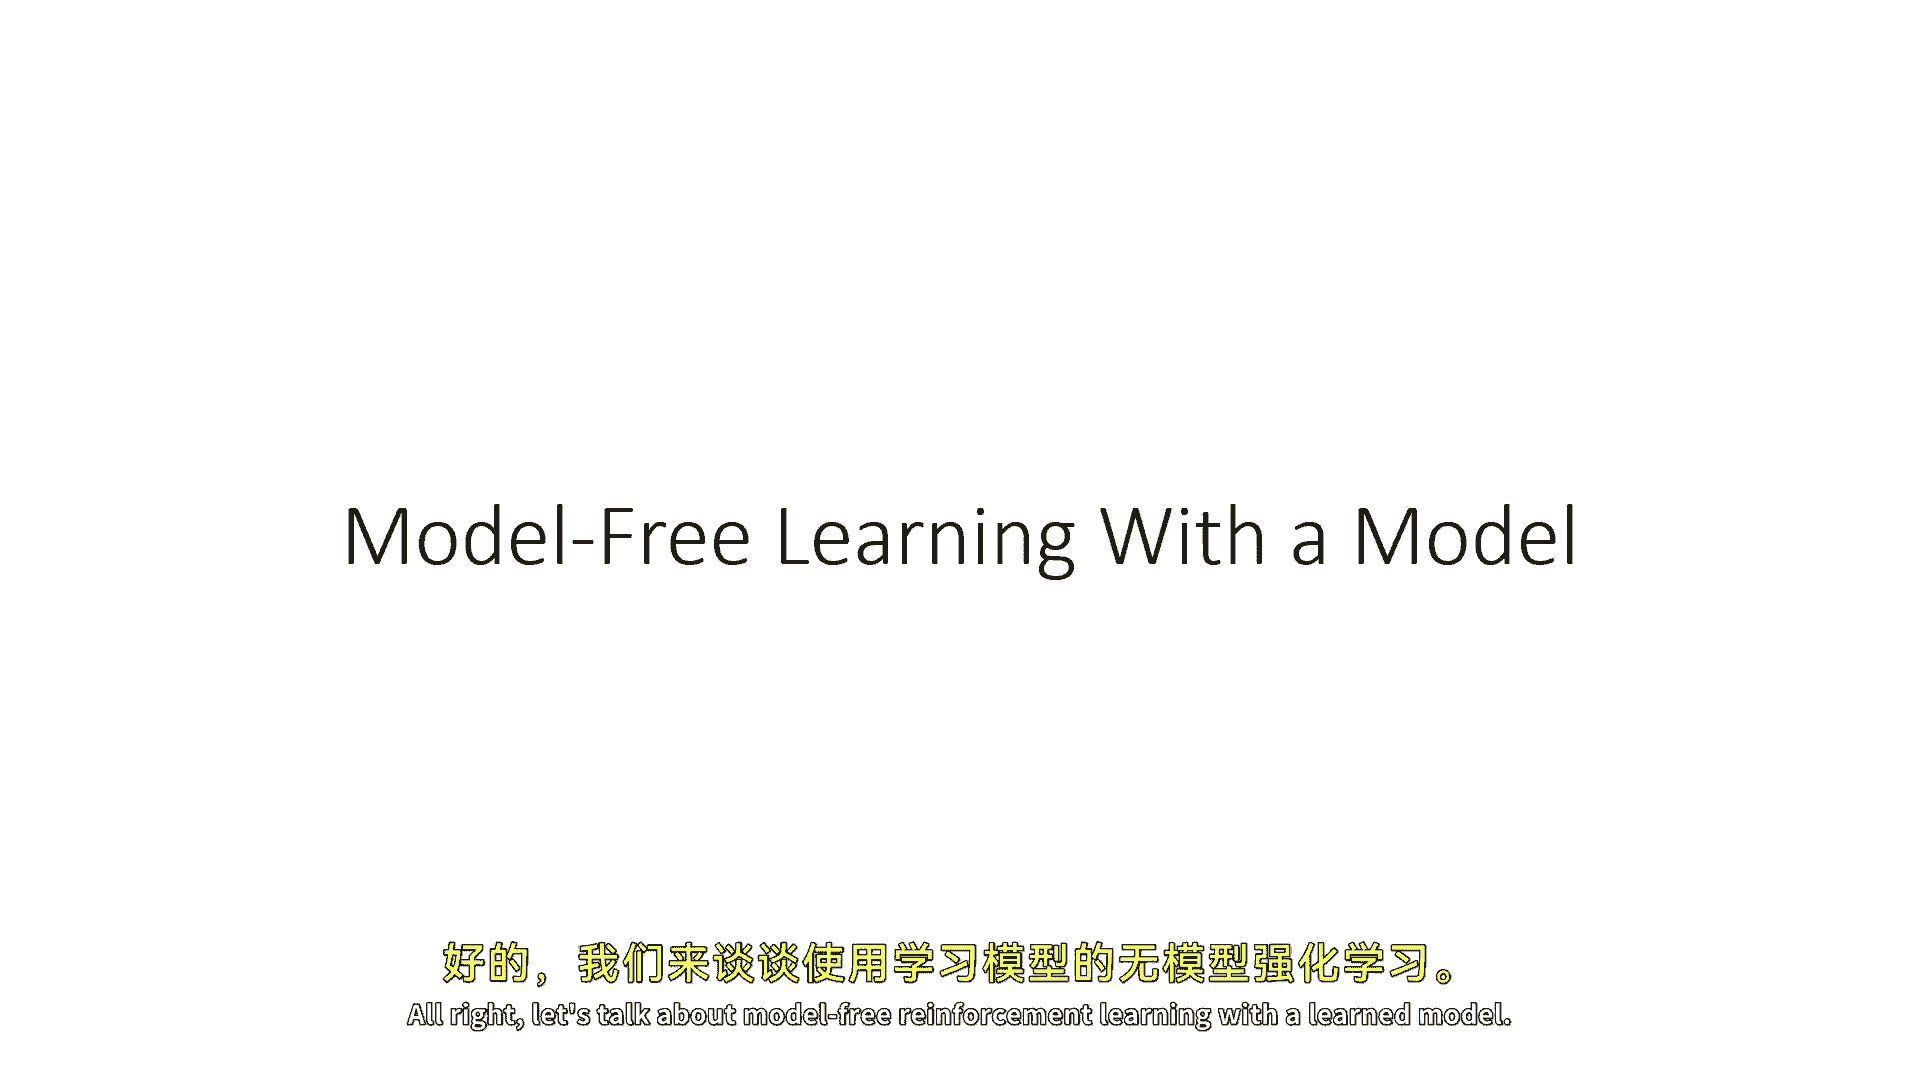 Model-Free Learning With a Model
好的，我们来谈谈使用学习模型的无模型强化学习。
All right, let's talk about model-free reinforcement learning with a learned model.